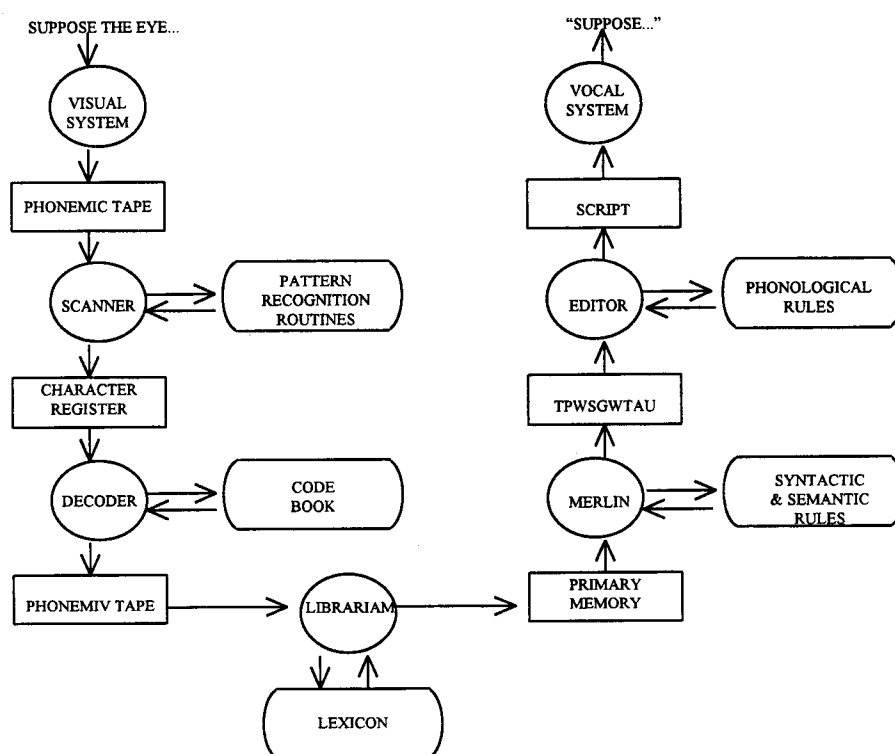 SUPPOSE THE EYE...
VISUAL
SYSTEM
PHONEMIC TAPE
SCANNER
PATTERN
RECOGNITION
ROUTINES
CHARACTER
REGISTER
DECODER
CODE
BOOK
PHONEMIV TAPE
LIBRARIAM
LEXICON
PRIMARY
MEMORY
MERLIN
SYNTACTIC
& SEMANTIC
RULES
TPWSGWTAU
EDITOR
PHONOLOGICAL
RULES
SCRIPT
VOCAL
SYSTEM
“SUPPOSE...”